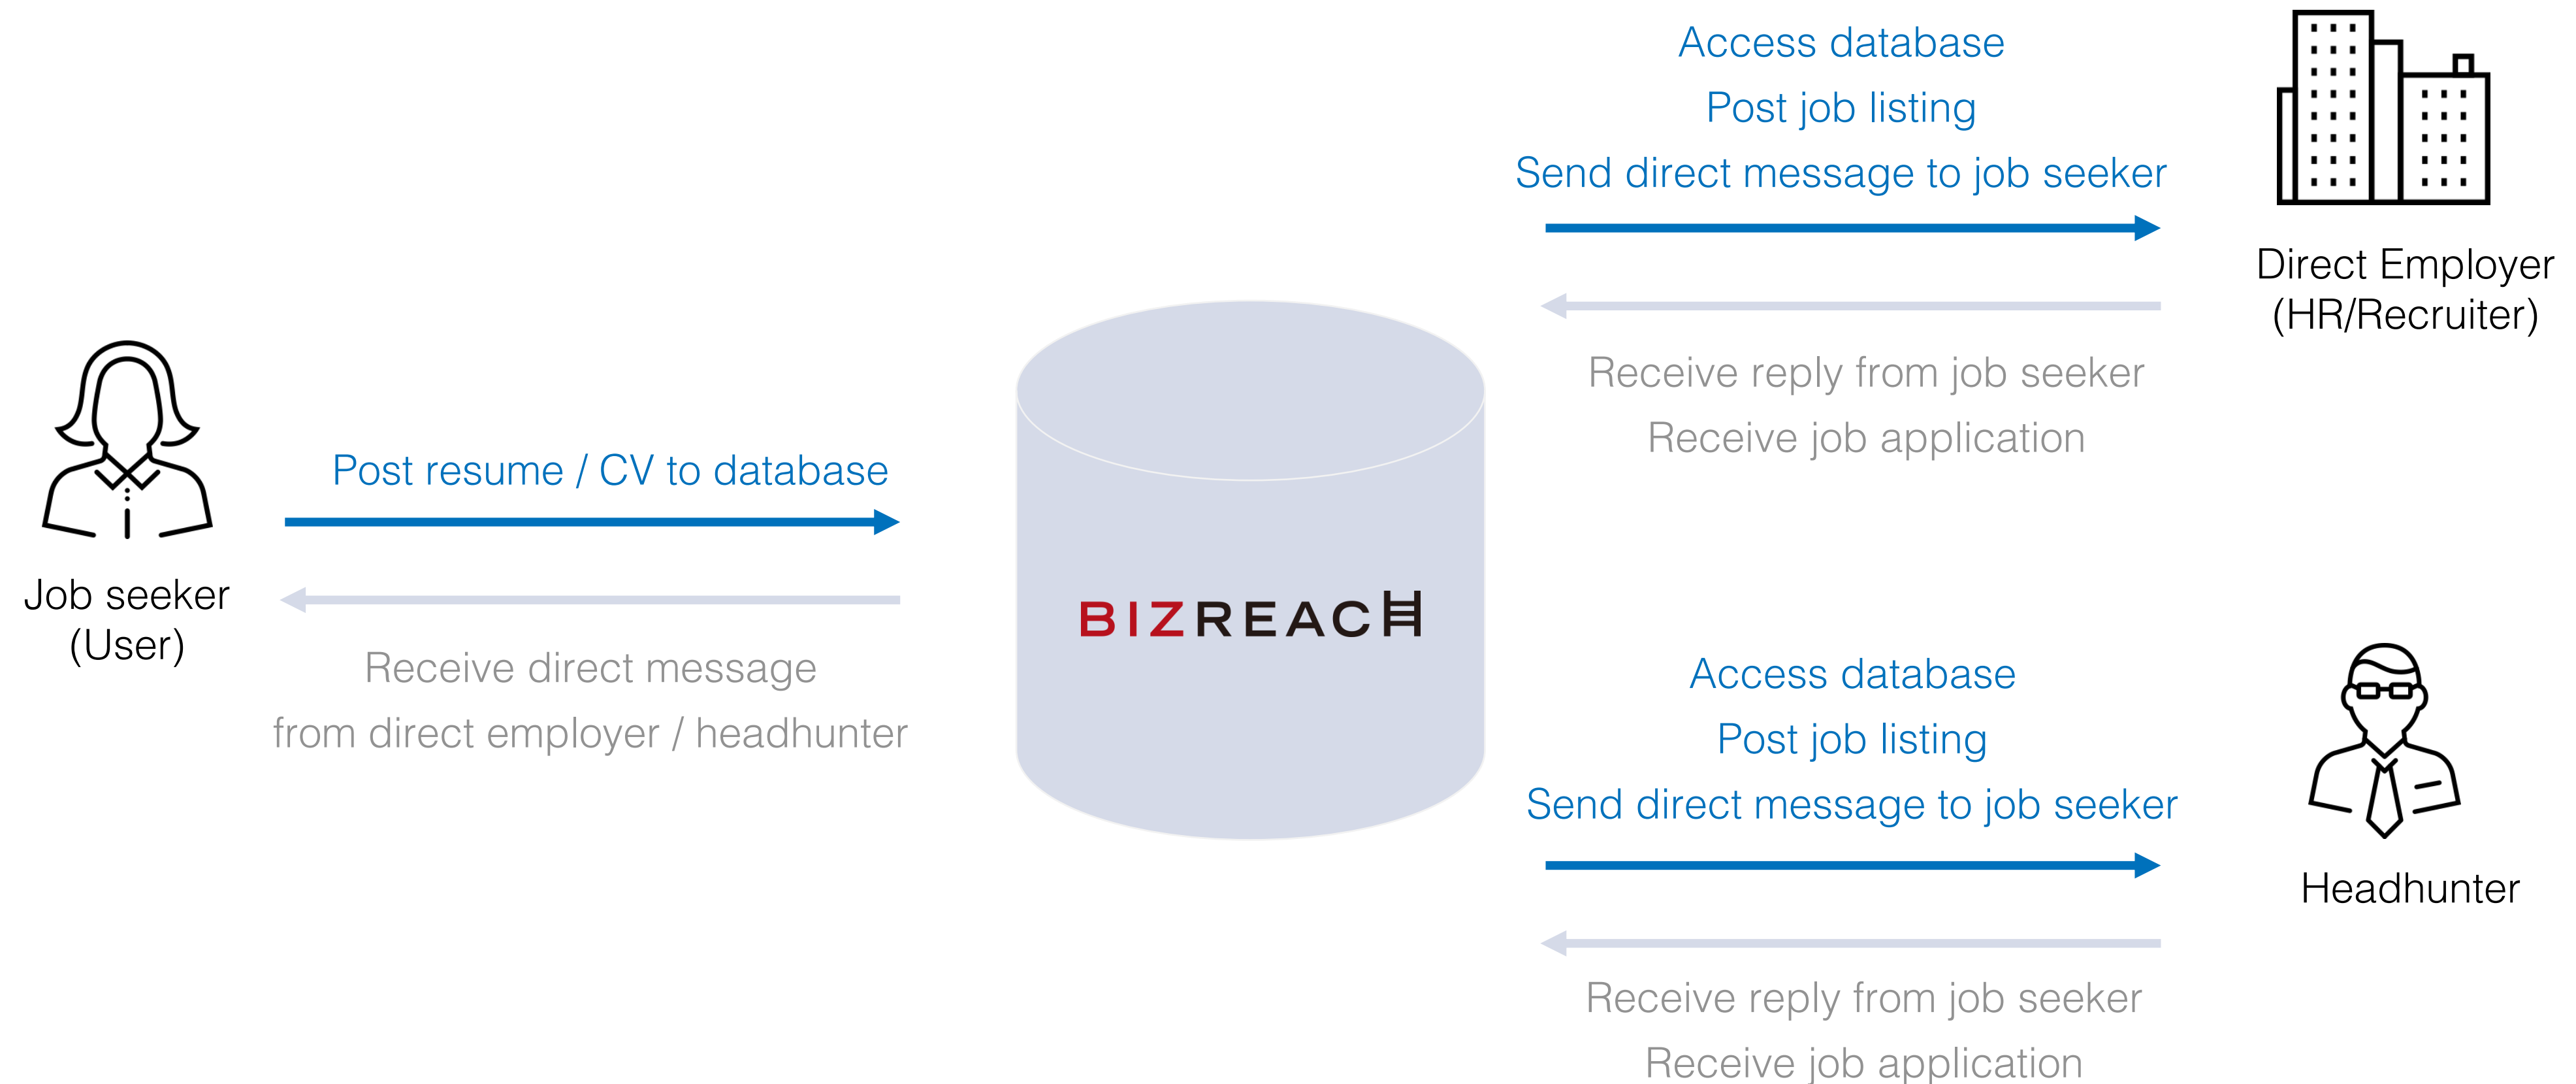 Access database
Post job listing
Send direct message to job seeker
Direct Employer
(HR/Recruiter)
Receive reply from job seeker
Receive job application
Post resume / CV to database
Job seeker
(User)
Receive direct message
from direct employer / headhunter
BIZREACH
Access database
Post job listing
Send direct message to job seeker
Headhunter
Receive reply from job seeker
Receive job application